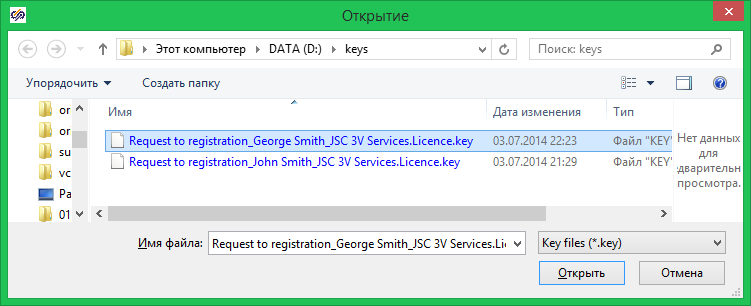 Открытие
Этот компьютер DATA (D:) keys
Поиск: keys
Упорядочить Создать папку
Имя Дата изменения Тип
or
or
su
vc
Pa
01
Request to registration_George Smith_JSC 3V Services.Licence.key 03.07.2014 22:23 Файл "KEY"
Request to registration_John Smith_JSC 3V Services.Licence.key 03.07.2014 21:29 Файл "KEY"
Нет данных
для
едварительн
просмотра.
Имя файла: Request to registration_George Smith_JSC 3V Services.Lic Key files (*.key)
Открыть Отмена